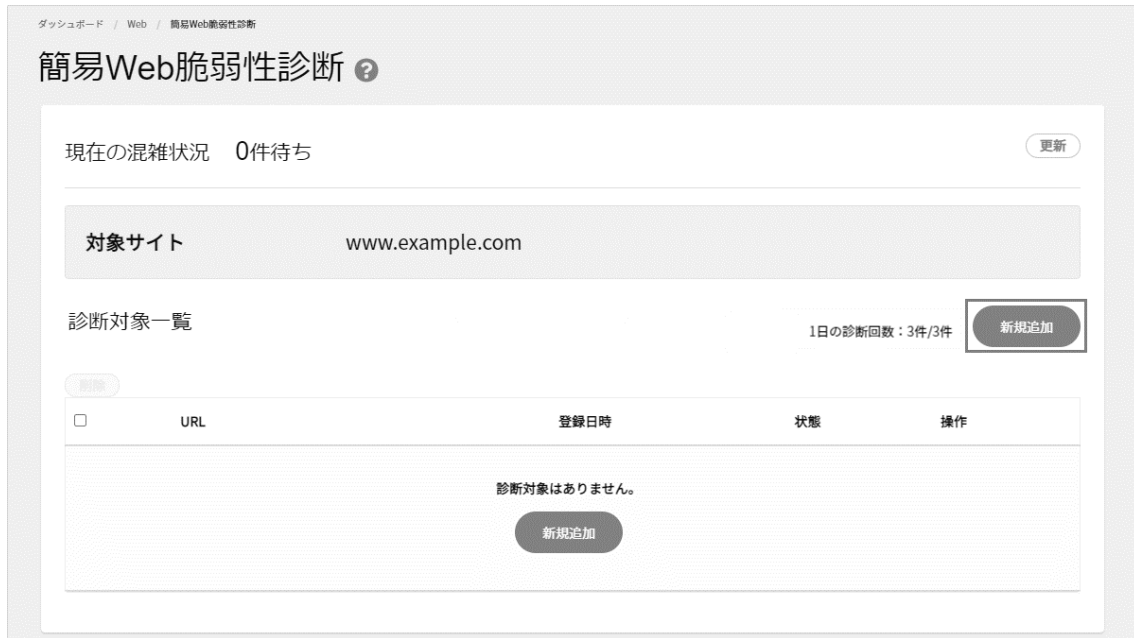 ダッシュボード / Web / 簡易Web脆弱性診断
簡易Web脆弱性診断 ?
現在の混雑状況 0件待ち 更新
対象サイト www.example.com
診断対象一覧 1日の診断回数：3件/3件 新規追加
削除
URL 登録日時 状態 操作
診断対象はありません。
新規追加